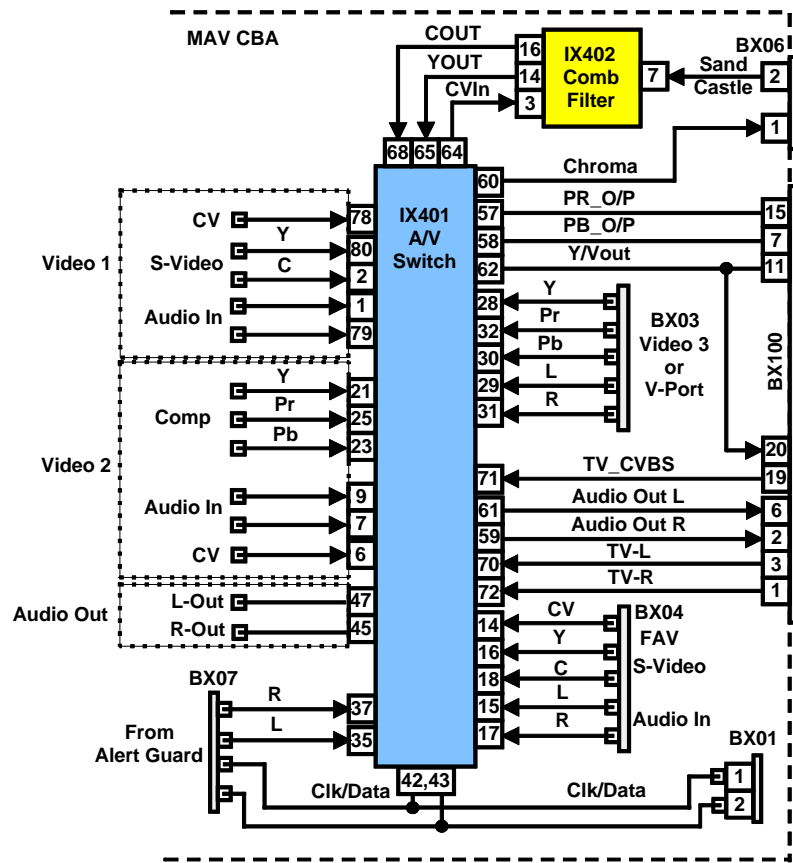 MAV CBA
COUT 16 IX402 BX06
YOUT 14 Comb 7 Sand 2
CVIn 3 Filter Castle
1
68 65 64
Chroma
60
IX401
A/V
Switch
PR_O/P
57 15
PB_O/P
58 7
Y/Vout
62 11
Video 1
CV 78
S-Video
Y 80
C 2
Audio In
1
79
Y
28
Pr
32
Pb
30
L
29
R
31
BX03
Video 3
or
V-Port
BX100
Video 2
Comp
Y 21
Pr 25
Pb 23
Audio In
9
7
CV 6
20
TV_CVBS
71 19
Audio Out L
61 6
Audio Out R
59 2
TV-L
70 3
TV-R
72 1
Audio Out
L-Out 47
R-Out 45
CV
14
Y
16
C
18
L
15
R
17
BX04
FAV
S-Video
Audio In
BX07
R 37
L 35
From
Alert Guard
42,43
Clk/Data
Clk/Data
BX01
1
2